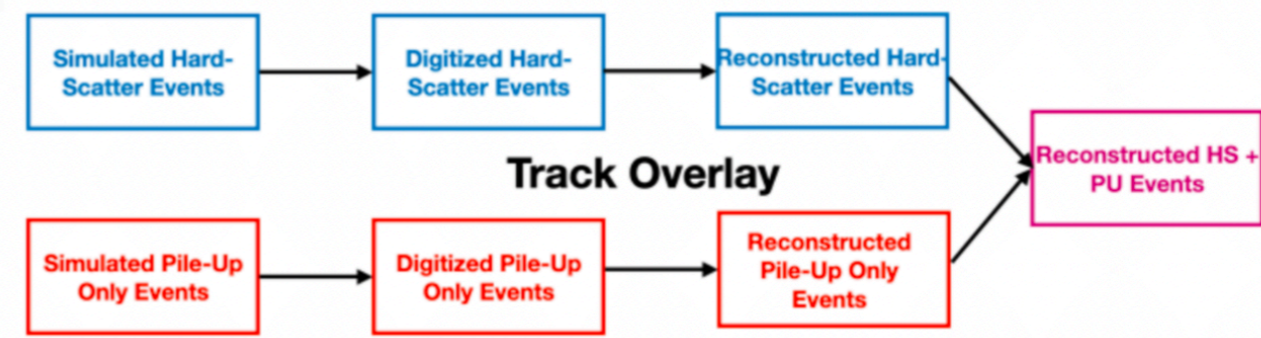 Simulated Hard-
Scatter Events
Digitized Hard-
Scatter Events
Reconstructed Hard-
Scatter Events
Track Overlay
Reconstructed HS +
PU Events
Simulated Pile-Up
Only Events
Digitized Pile-Up
Only Events
Reconstructed
Pile-Up Only
Events